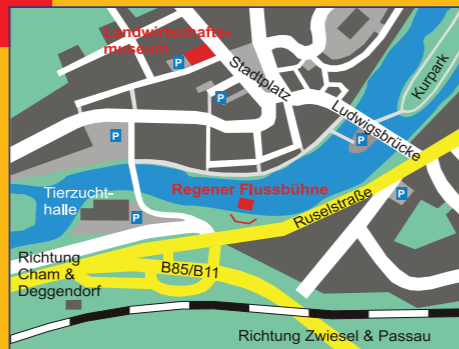 Landwirtschafts-
museum
P
Stadtplatz
P
Kurpark
Ludwigsbrücke
P
P
P
Tierzucht-
halle
P
Regener Flussbühne
Ruselstraße
Richtung
Cham &
Deggendorf
B85/B11
Richtung Zwiesel & Passau